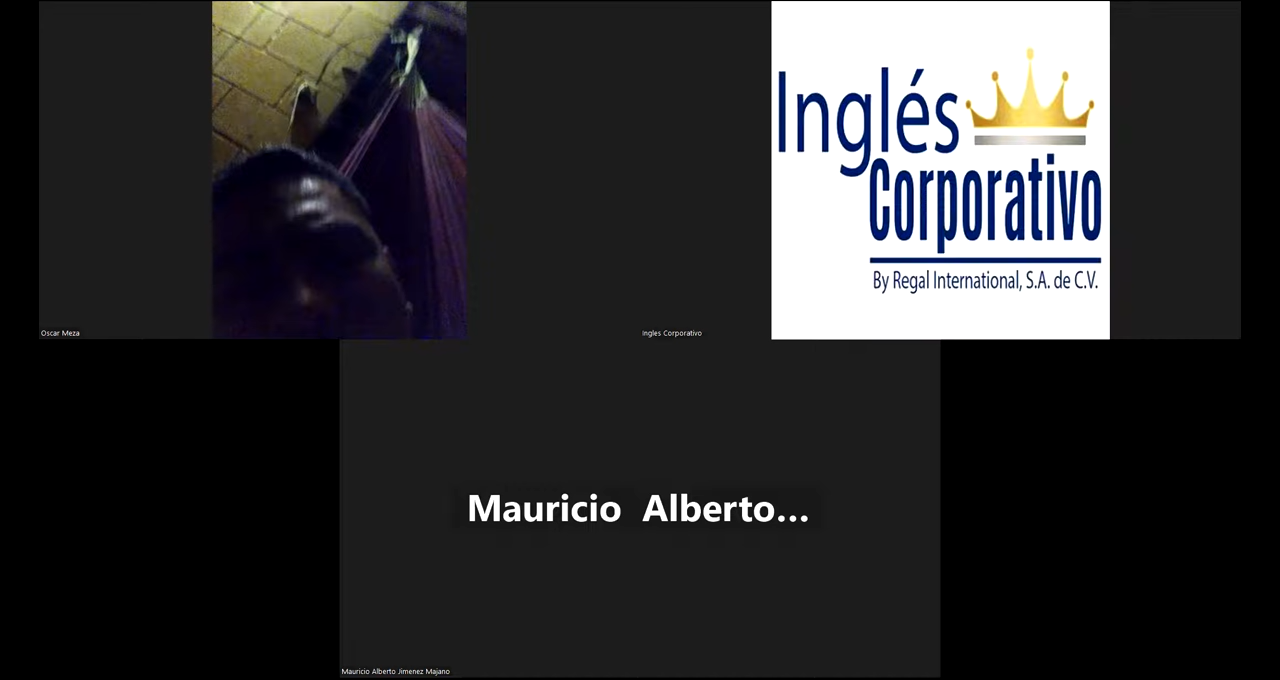 Inglés
Corporativo
By Regal International, S.A. de C.V.
Oscar Meza
Ingles Corporativo
Mauricio Alberto...
Mauricio Alberto Jimenez Majano